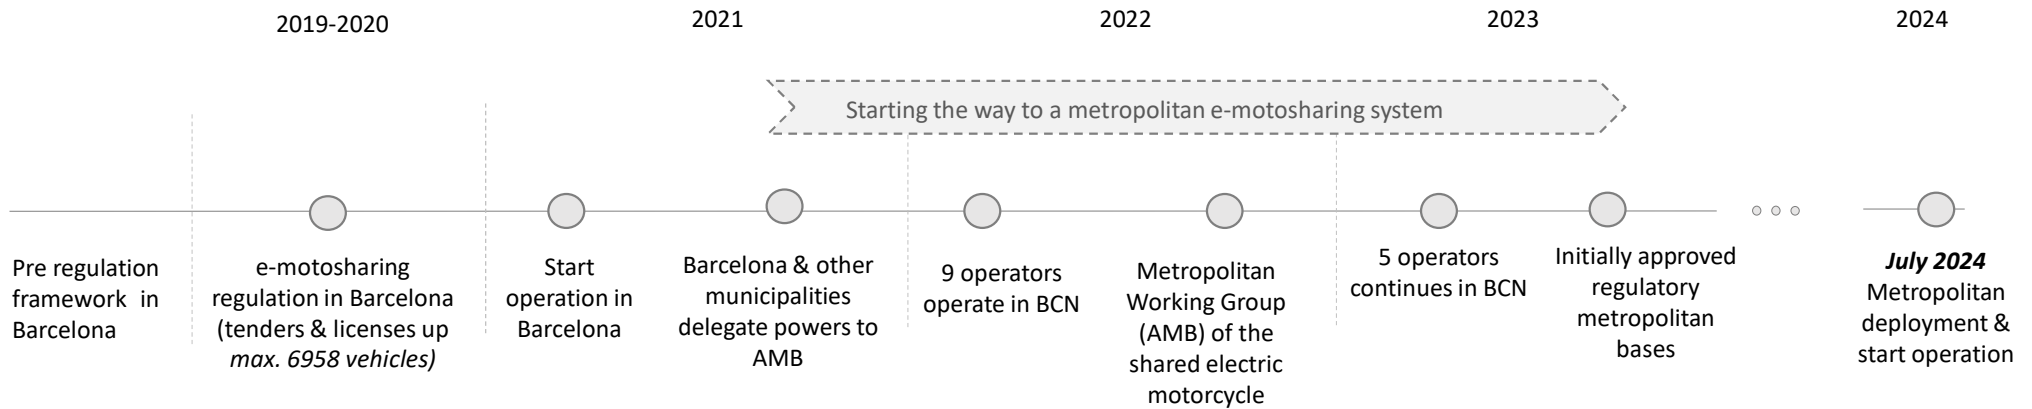 2019-2020
2021
2022
2023
2024
Starting the way to a metropolitan e-motosharing system
Pre regulation
framework in
Barcelona
e-motosharing
regulation in Barcelona
(tenders & licenses up
max. 6958 vehicles)
Start
operation in
Barcelona
Barcelona & other
municipalities
delegate powers to
AMB
9 operators
operate in BCN
Metropolitan
Working Group
(AMB) of the
shared electric
motorcycle
5 operators
continues in BCN
Initially approved
regulatory
metropolitan
bases
July 2024
Metropolitan
deployment &
start operation